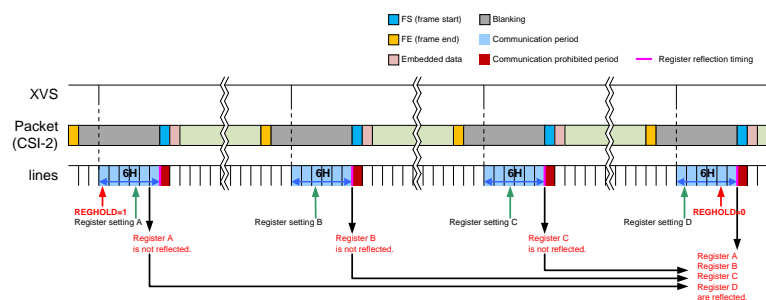 FS (frame start)
Blanking
FE (frame end)
Communication period
Embedded data
Communication prohibited period
Register reflection timing
XVS
Packet
(CSI-2)
lines
6H
6H
6H
6H
REGHOLD=1
Register setting A
Register setting B
Register setting C
Register setting D
REGHOLD=0
Register A
is not reflected.
Register B
is not reflected.
Register C
is not reflected.
Register A
Register B
Register C
Register D
are reflected.